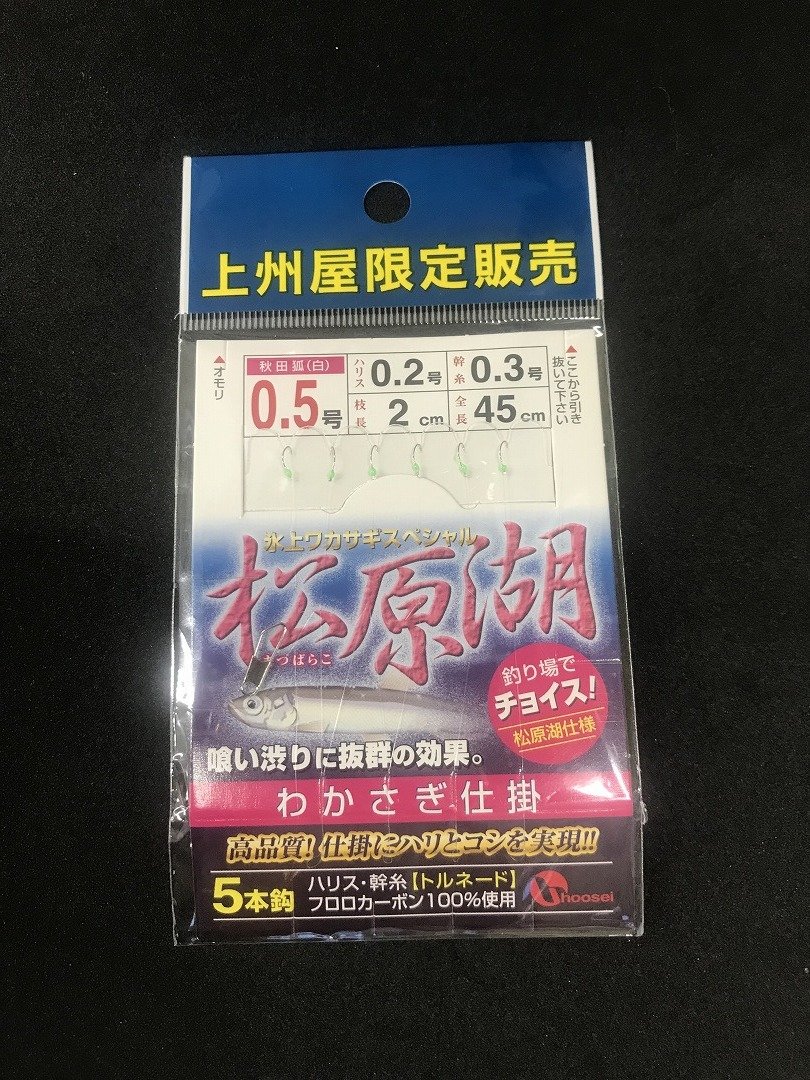 上州屋限定販売
オモリ
秋田狐(白)
0.5号
ハリス 0.2号
幹糸 0.3号
枝長 2cm
全長 45cm
ここから引き
抜いて下さい
氷上ワカサギスペシャル
松原湖
まつばらこ
釣り場で
チョイス!
松原湖仕様
喰い渋りに抜群の効果。
わかさぎ仕掛
高品質!仕掛にハリとコシを実現!!
5本鈎
ハリス・幹糸【トルネード】
フロロカーボン100%使用
hoosei